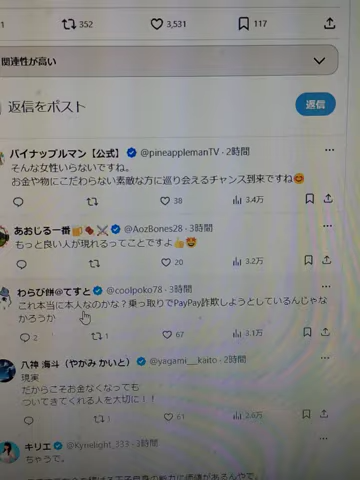 352 3,531 117
関連性が高い
返信をポスト 返信
パイナップルマン【公式】 @pineapplemanTV · 2時間
そんな女性いらないですね。
お金や物にこだわらない素敵な方に巡り会えるチャンス到来ですね😊
38 3.4万
あおじる一番🍺🍫⚔️ @AozBones28 · 3時間
もっと良い人が現れるってことですよ👍🤩
20 3.2万
わらび餅@てすと @coolpoko78 · 3時間
これ本当に本人なのかな？乗っ取りでPayPay詐欺しようとしているんじゃな
かろうか
2 1 67 3.1万
八神 海斗（やがみ かいと） @yagami__kaito · 2時間
現実
だからこそお金なくなっても
ついてきてくれる人を大切に！！
1 61 2.6万
キリエ @Kyrielight_333 · 3時間
ちゃうで。